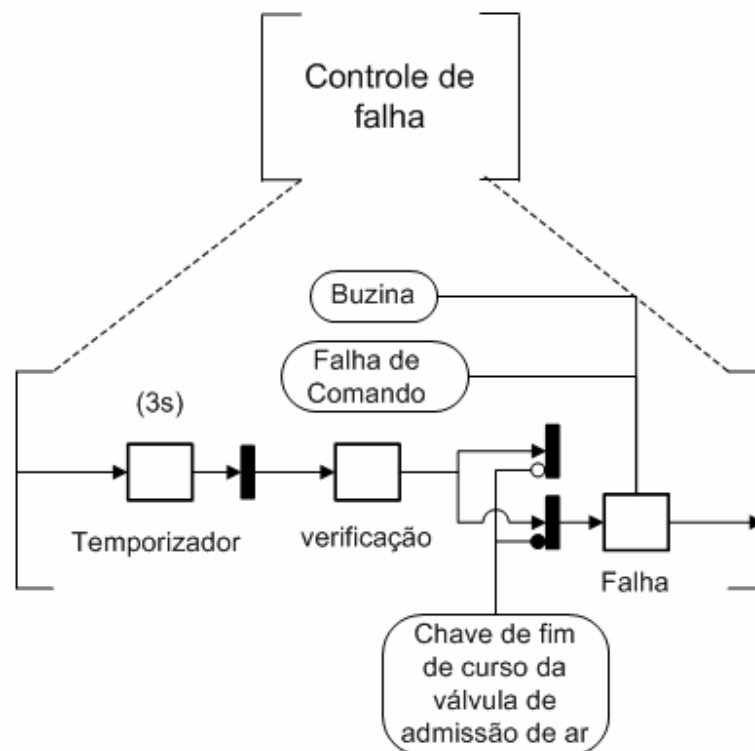 Controle de
falha
Buzina
Falha de
Comando
(3s)
Temporizador
verificação
Falha
Chave de fim
de curso da
válvula de
admissão de ar